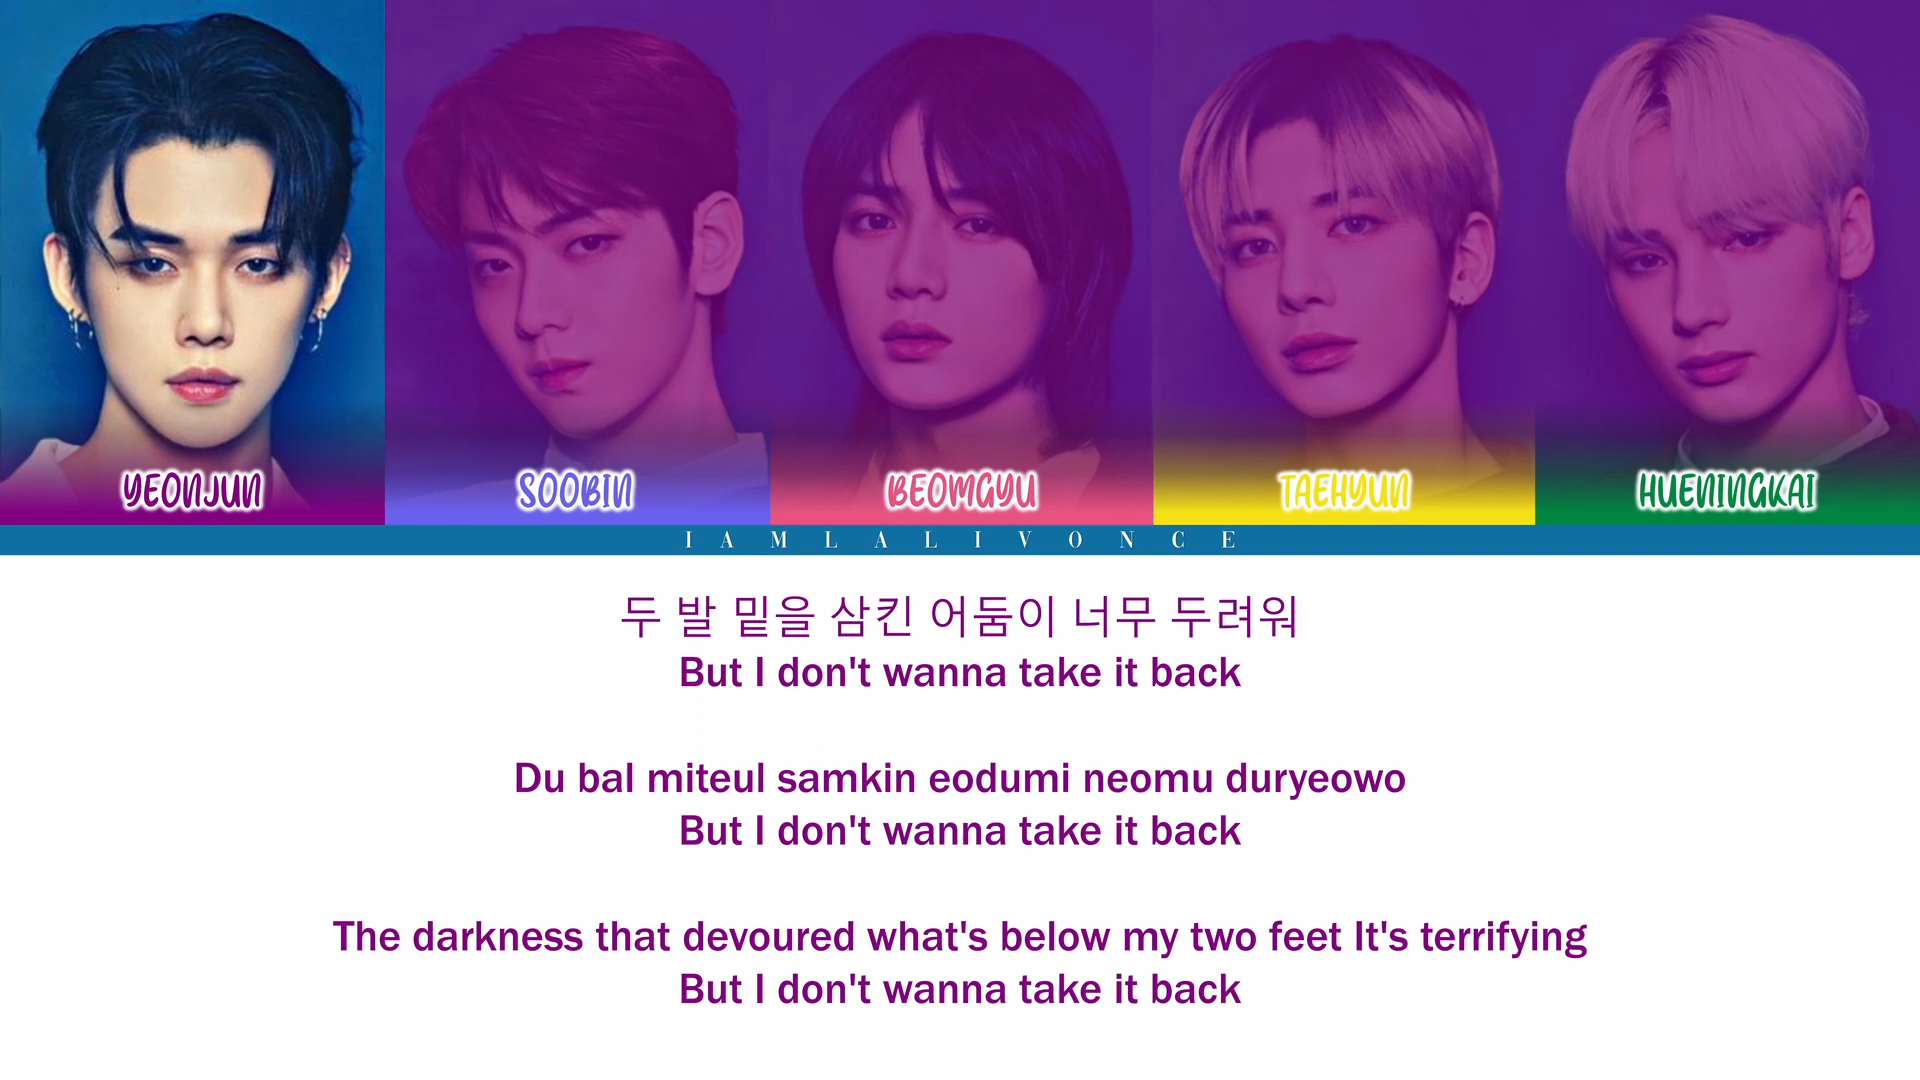 YEONJUN
SOOBIN
BEOMGYU
TAEHYUN
HUENINGKAI
IAMLALIVONCE
두 발 밑을 삼킨 어둠이 너무 두려워
But I don't wanna take it back
Du bal miteul samkin eodumi neomu duryeowo
But I don't wanna take it back
The darkness that devoured what's below my two feet It's terrifying
But I don't wanna take it back